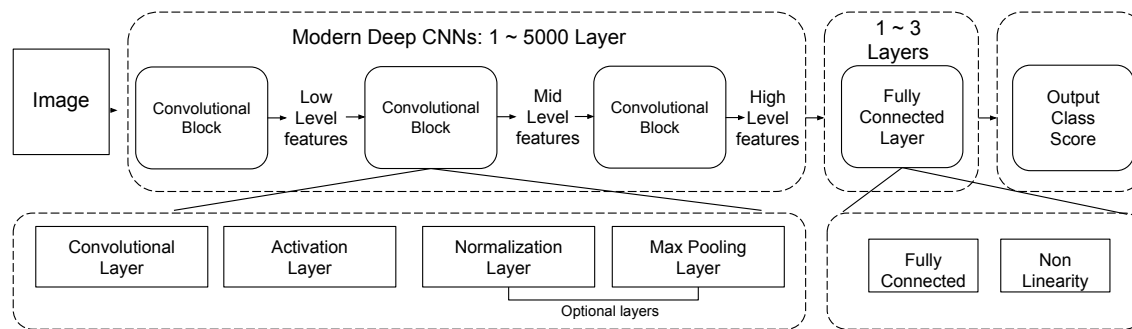 Modern Deep CNNs: 1 ~ 5000 Layer
1 ~ 3
Layers
Image
Convolutional
Block
Low
Level
features
Convolutional
Block
Mid
Level
features
Convolutional
Block
High
Level
features
Fully
Connected
Layer
Output
Class
Score
Convolutional
Layer
Activation
Layer
Normalization
Layer
Max Pooling
Layer
Optional layers
Fully
Connected
Non
Linearity